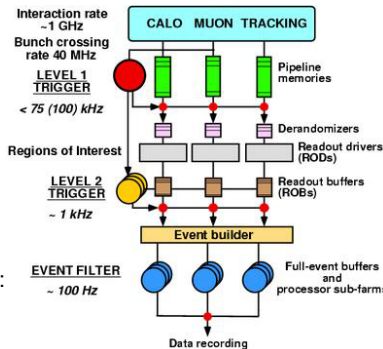 Interaction rate
~1 GHz
CALO MUON TRACKING
Bunch crossing
rate 40 MHz
Pipeline
memories
LEVEL 1
TRIGGER
< 75 (100) kHz
Derandomizers
Regions of Interest
Readout drivers
(RODs)
LEVEL 2
TRIGGER
~ 1 kHz
Readout buffers
(ROBs)
Event builder
:
EVENT FILTER
~ 100 Hz
Full-event buffers
and
processor sub-farms
Data recording